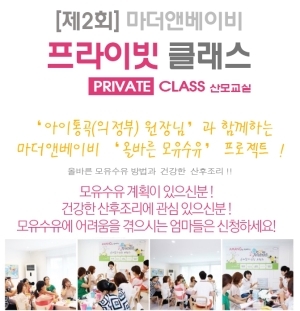 [제2회] 마더앤베이비
프라이빗 클래스
PRIVATE CLASS 산모교실
‘아이통곡(의정부) 원장님’ 과 함께하는
마더앤베이비 ‘올바른 모유수유’ 프로젝트 !
올바른 모유수유 방법과 건강한 산후조리 !!
모유수유 계획이 있으신분 !
건강한 산후조리에 관심 있으신분 !
모유수유에 어려움을 겪으시는 엄마들은 신청하세요!